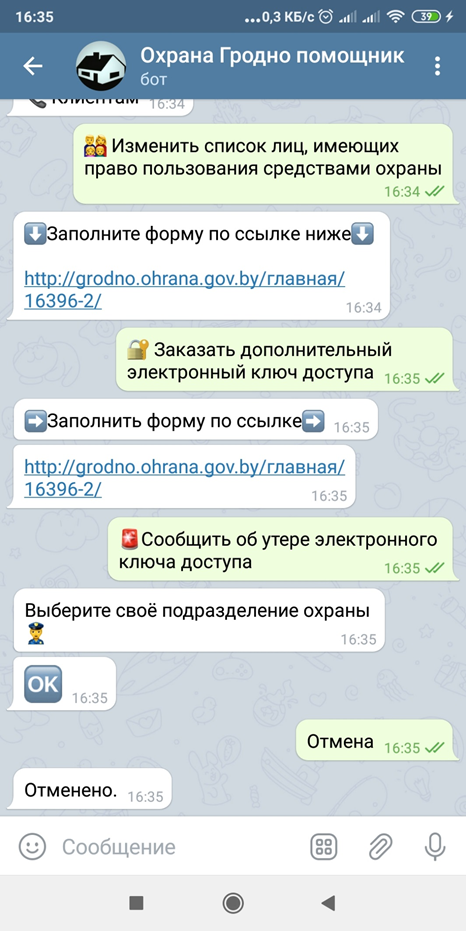 16:35
...0,3 КБ/с
39
Охрана Гродно помощник
бот
Клиентам 16:34
Изменить список лиц, имеющих
право пользования средствами охраны
16:34
Заполните форму по ссылке ниже
http://grodno.ohrana.gov.by/главная/
16396-2/
16:34
Заказать дополнительный
электронный ключ доступа 16:35
Заполнить форму по ссылке 16:35
http://grodno.ohrana.gov.by/главная/
16396-2/
16:35
Сообщить об утере электронного
ключа доступа 16:35
Выберите своё подразделение охраны
16:35
OK 16:35
Отмена 16:35
Отменено. 16:35
Сообщение